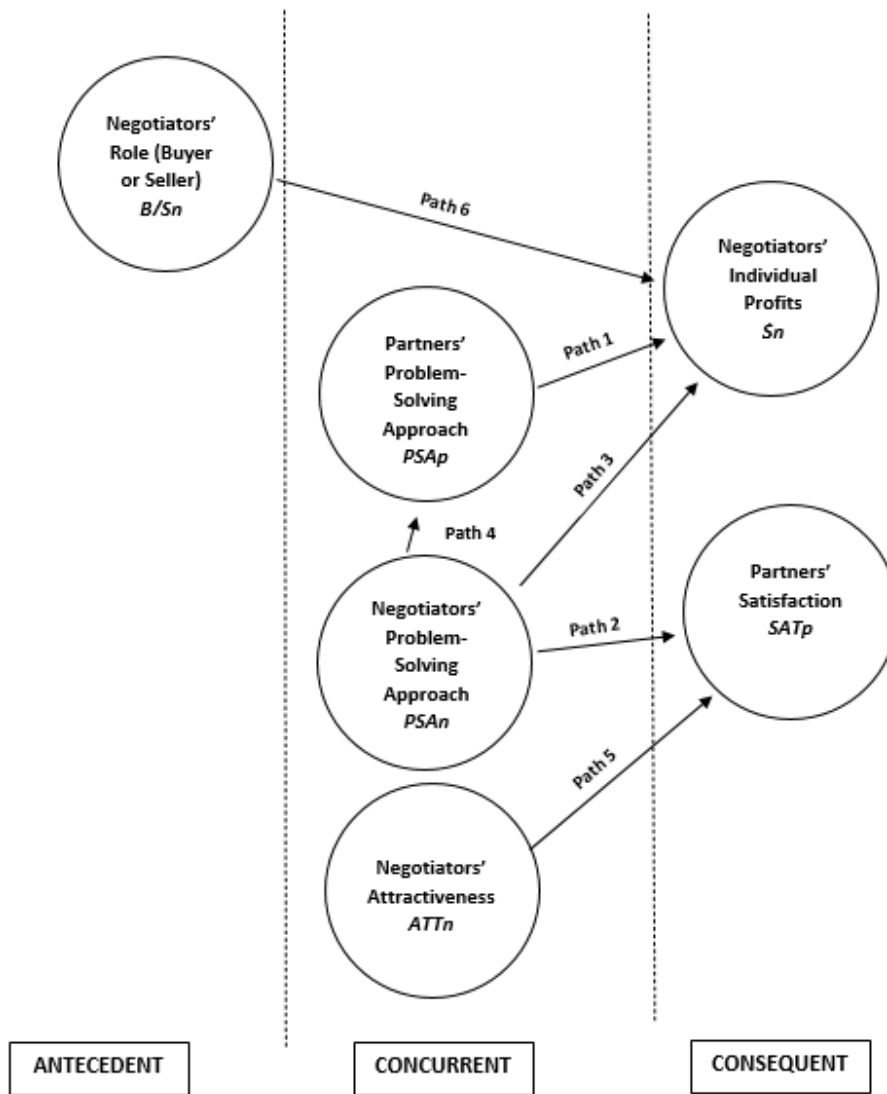 Negotiators'
Role (Buyer
or Seller)
B/Sn
Path 6
Negotiators'
Individual
Profits
Sn
Partners'
Problem-
Solving
Approach
PSAp
Path 1
Path 3
Path 4
Negotiators'
Problem-
Solving
Approach
PSAn
Path 2
Partners'
Satisfaction
SATp
Path 5
Negotiators'
Attractiveness
ATTn
ANTECEDENT
CONCURRENT
CONSEQUENT